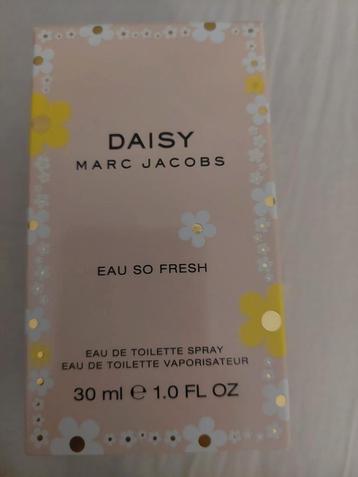 DAISY
MARC JACOBS
EAU SO FRESH
EAU DE TOILETTE SPRAY
EAU DE TOILETTE VAPORISATEUR
30 ml ℮ 1.0 FL OZ